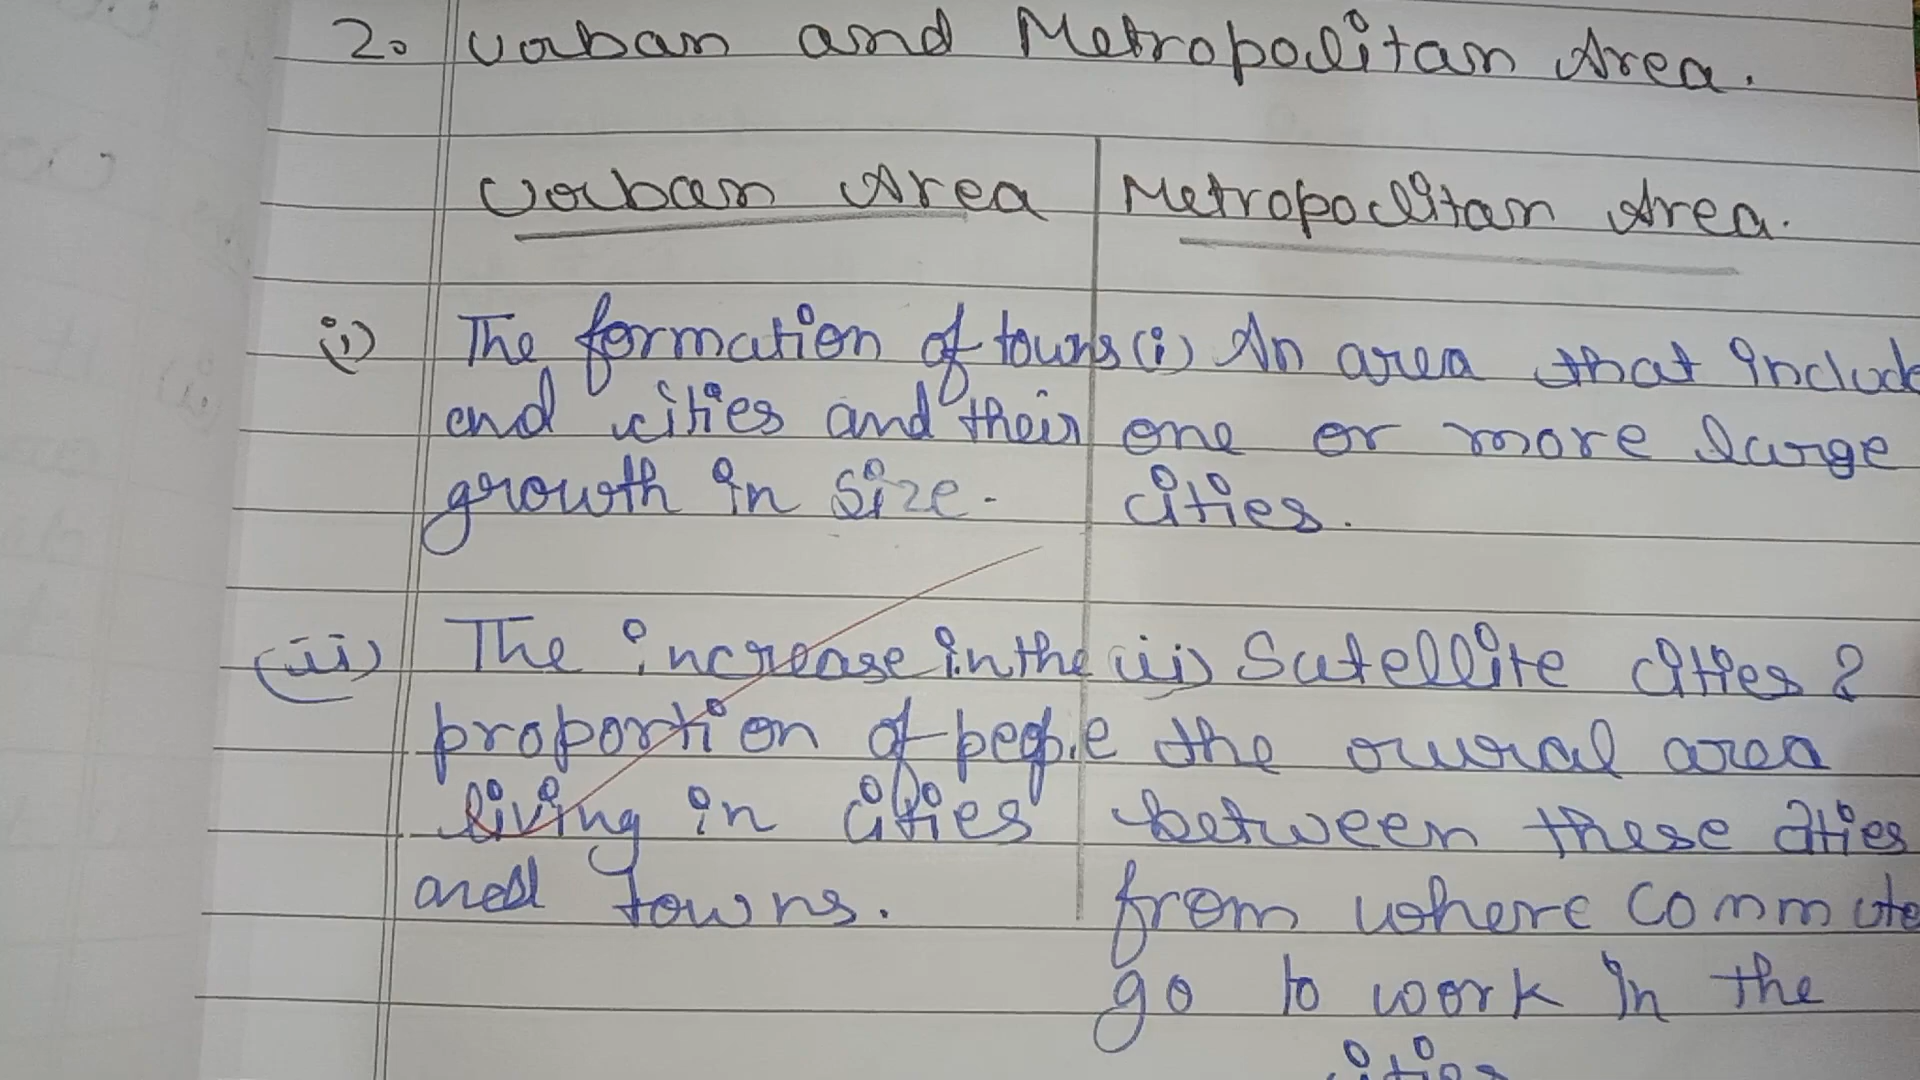 2. Urban and Metropolitan Area.
Urban Area
(i) The formation of towns
and cities and their
growth in size.
(ii) The increase in the
proportion of people
living in cities
and towns.
Metropolitan Area.
(i) An area that include
one or more large
cities.
(ii) Satellite cities &
the rural area
between these cities
from where commute
go to work in the
cities